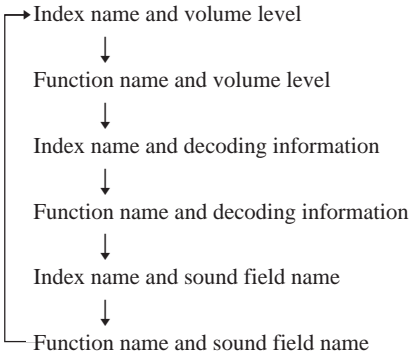 Index name and volume level
Function name and volume level
Index name and decoding information
Function name and decoding information
Index name and sound field name
Function name and sound field name